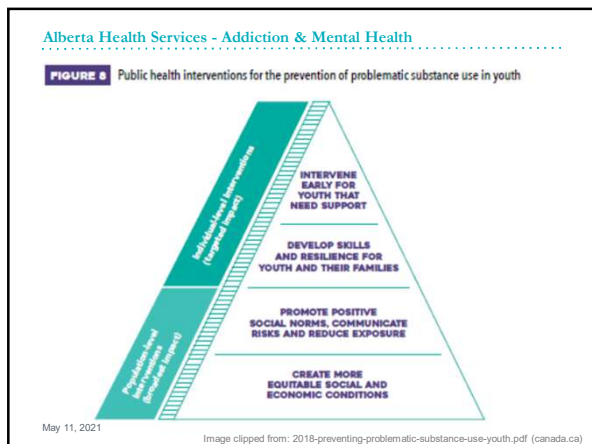 Alberta Health Services - Addiction & Mental Health
FIGURE 8 Public health interventions for the prevention of problematic substance use in youth
Individual-level interventions
(targeted impact)
INTERVENE
EARLY FOR
YOUTH THAT
NEED SUPPORT
DEVELOP SKILLS
AND RESILIENCE FOR
YOUTH AND THEIR FAMILIES
Population-level
interventions
(broadest impact)
PROMOTE POSITIVE
SOCIAL NORMS, COMMUNICATE
RISKS AND REDUCE EXPOSURE
CREATE MORE
EQUITABLE SOCIAL AND
ECONOMIC CONDITIONS
May 11, 2021
Image clipped from: 2018-preventing-problematic-substance-use-youth.pdf (canada.ca)